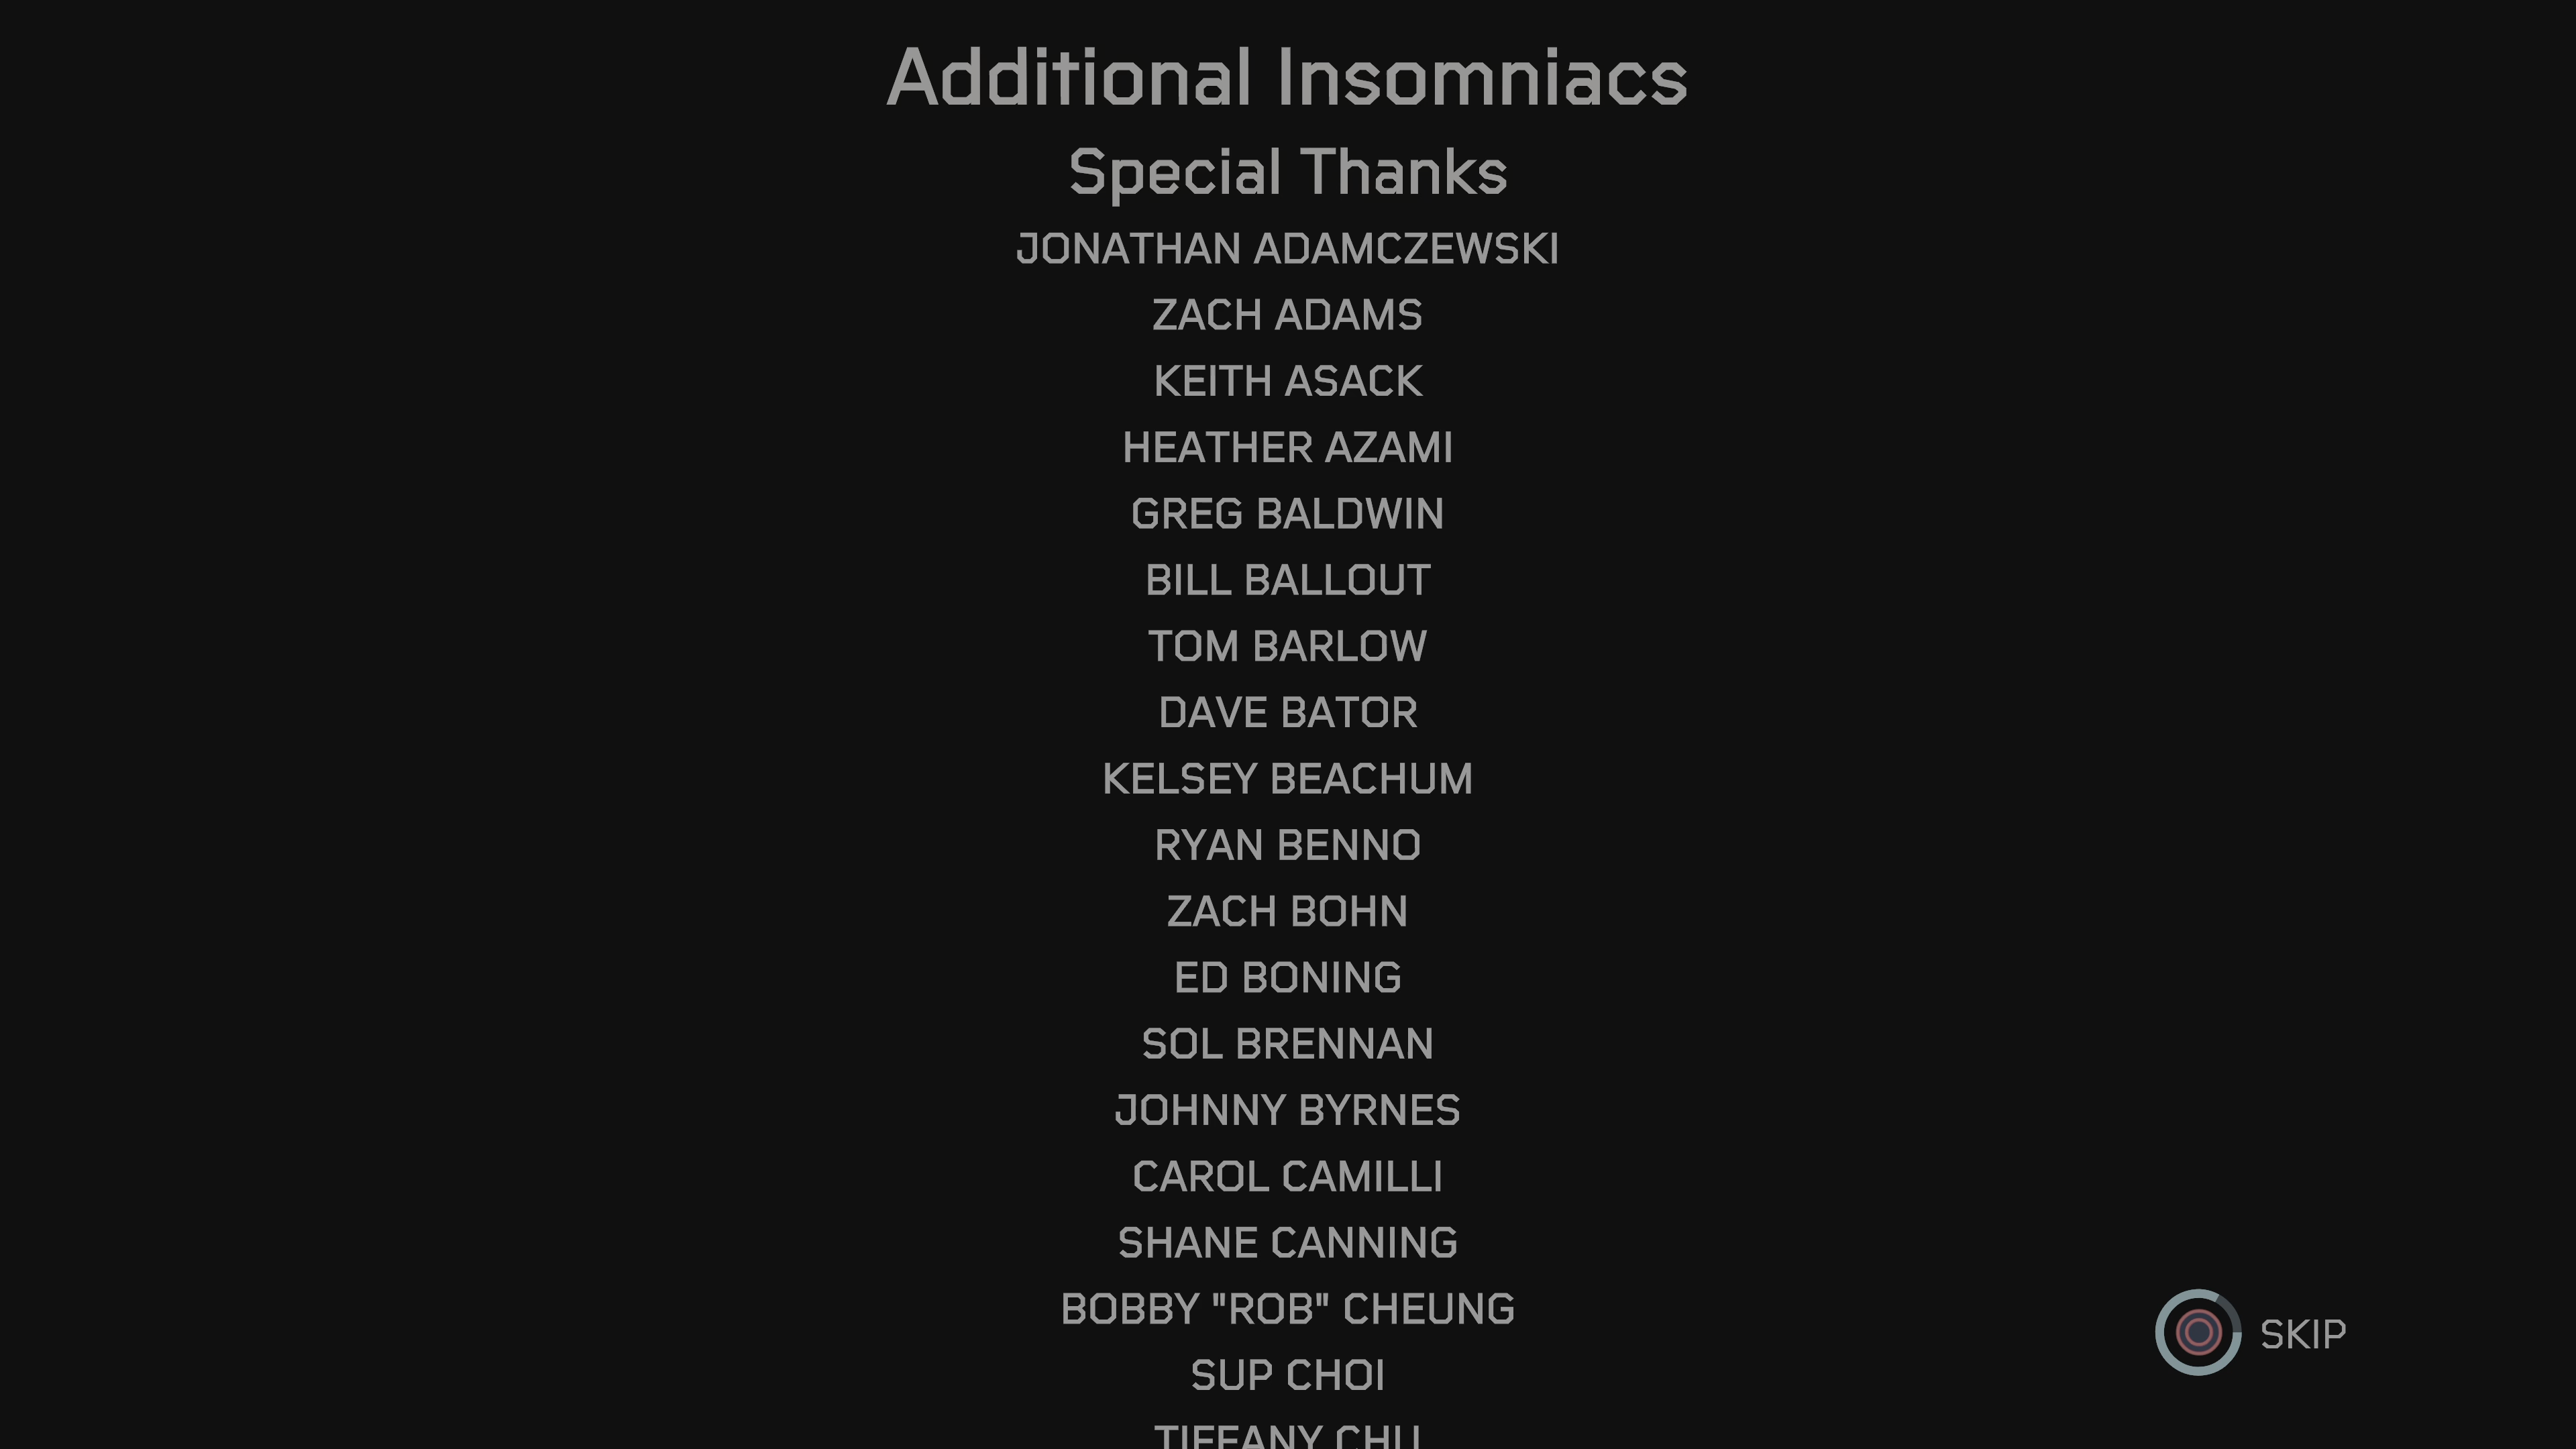 Additional Insomniacs
Special Thanks
JONATHAN ADAMCZEWSKI
ZACH ADAMS
KEITH ASACK
HEATHER AZAMI
GREG BALDWIN
BILL BALLOUT
TOM BARLOW
DAVE BATOR
KELSEY BEACHUM
RYAN BENNO
ZACH BOHN
ED BONING
SOL BRENNAN
JOHNNY BYRNES
CAROL CAMILLI
SHANE CANNING
BOBBY "ROB" CHEUNG
SUP CHOI
TIFFANY CHU
SKIP